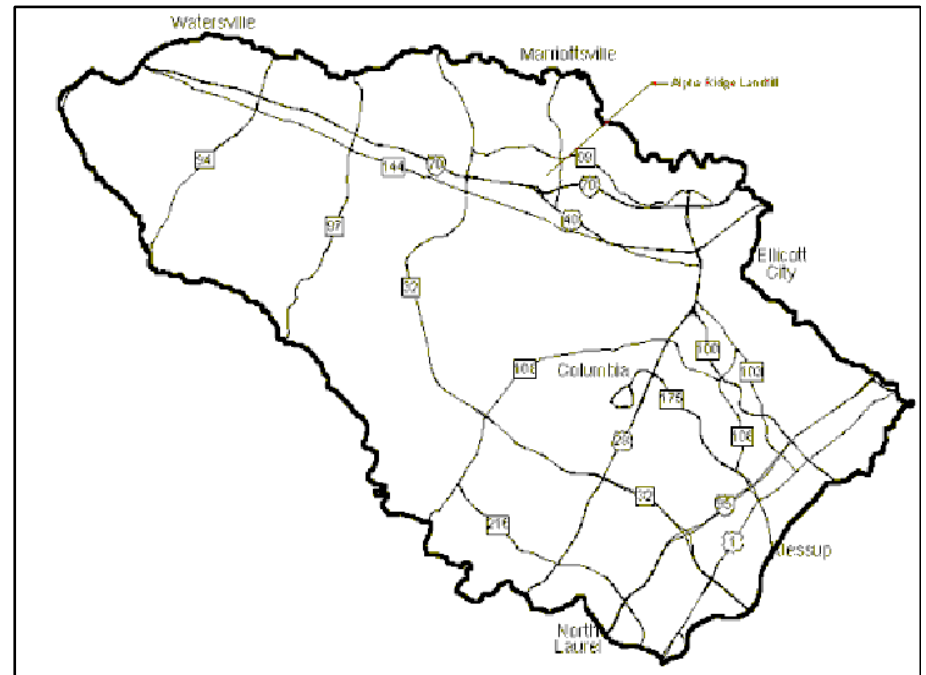 Watersville
Marriottsville
Alpha Ridge Landfill
94
144
70
99
70
97
40
Ellicott
City
32
100
108
Columbia
103
175
29
108
32
95
216
1
Jessup
North
Laurel